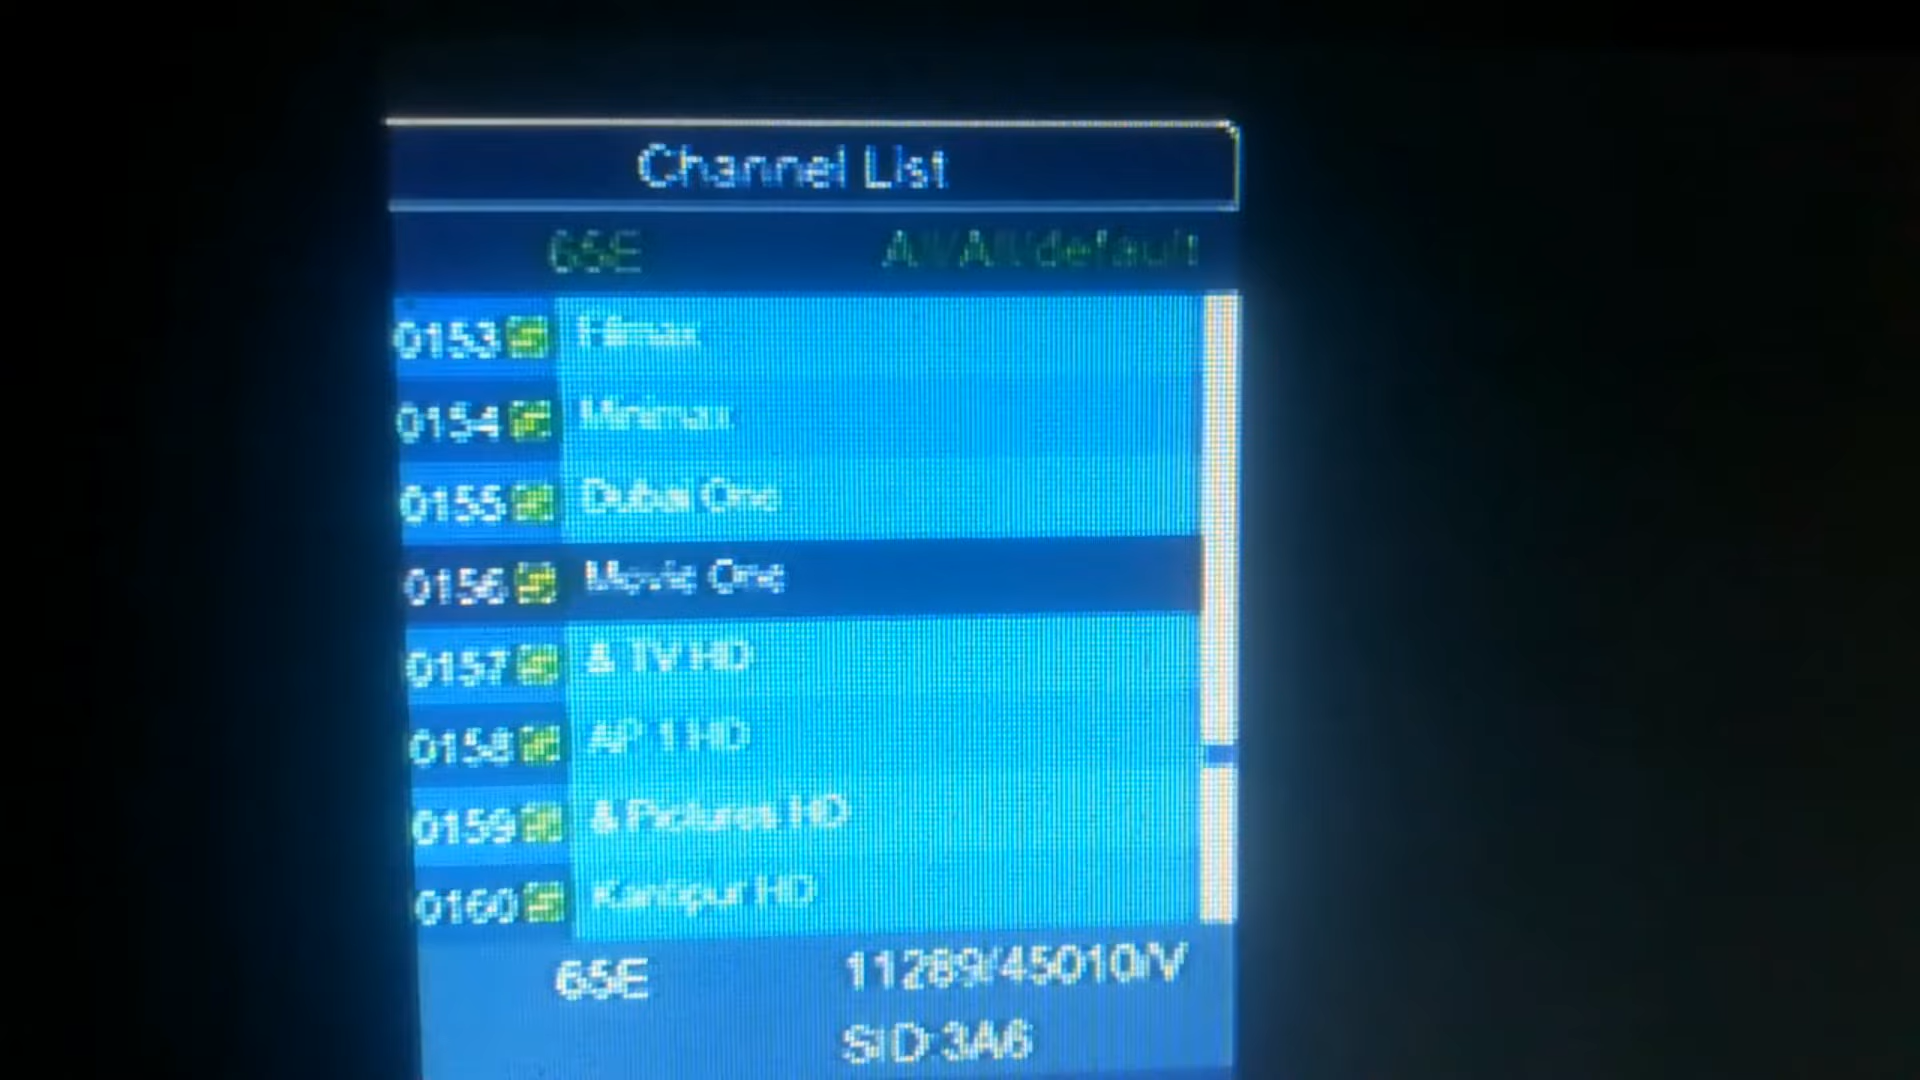 Channel List
65E All/All/default
0153 Filmax
0154 Minimax
0155 Dubai One
0156 Movie One
0157 & TV HD
0158 AP 1 HD
0159 & Pictures HD
0160 Kantipur HD
65E 11289/45010/V
SID:3A6